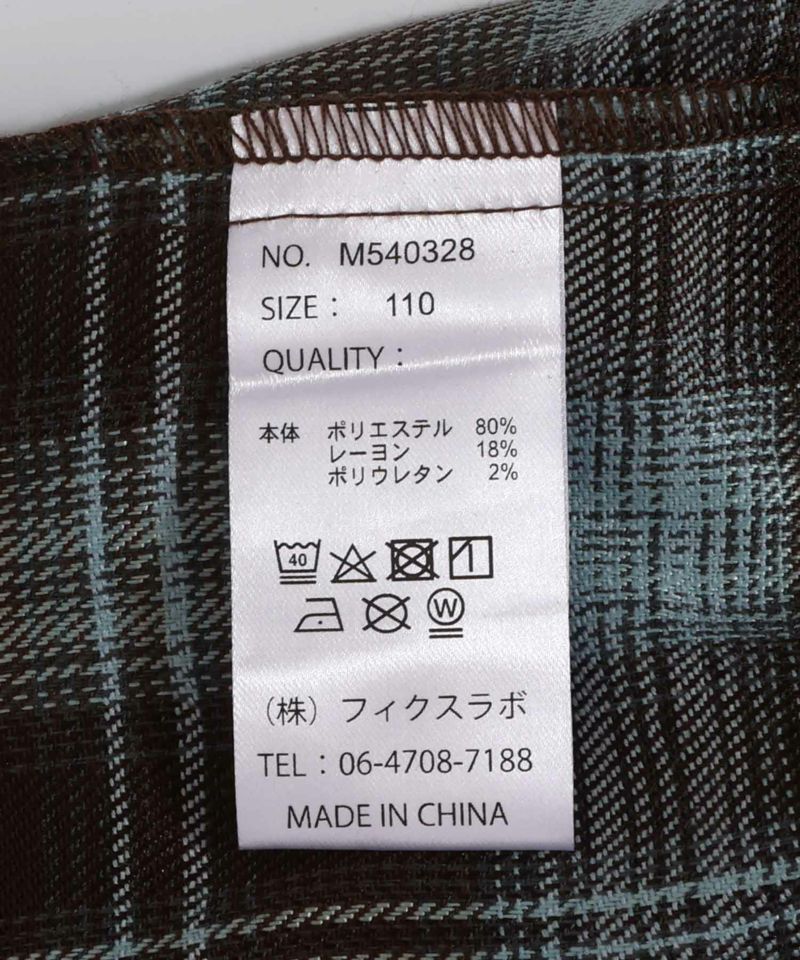 NO. M540328
SIZE： 110
QUALITY：
本体 ポリエステル 80%
レーヨン 18%
ポリウレタン 2%
40
W
（株）フィクスラボ
TEL：06-4708-7188
MADE IN CHINA